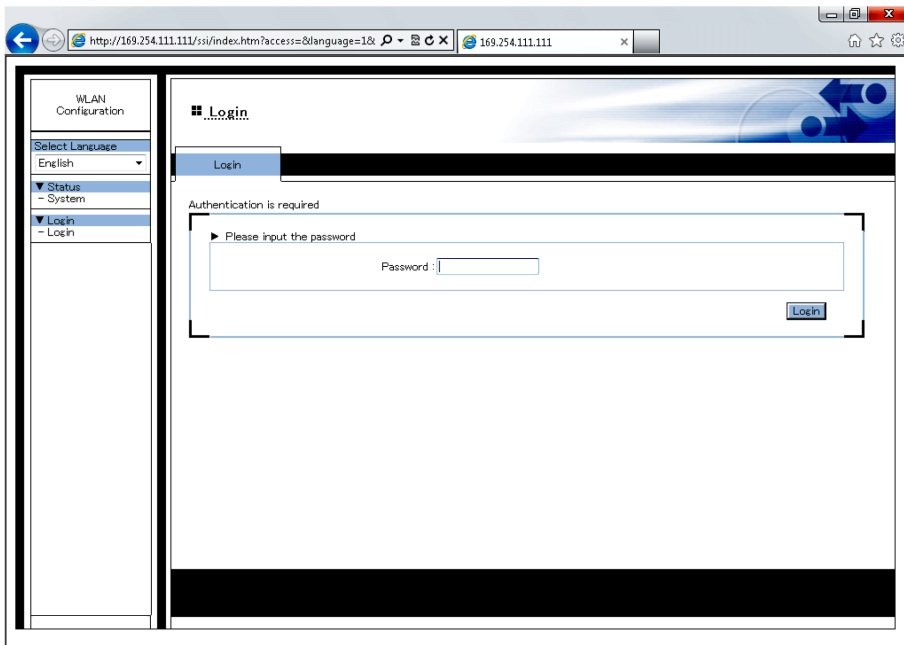 http://169.254.111.111/ssi/index.htm?access=&language=1&
169.254.111.111
WLAN
Configuration
Select Language
English
▼ Status
- System
▼ Login
- Login
Login
Login
Authentication is required
▶ Please input the password
Password :
Login